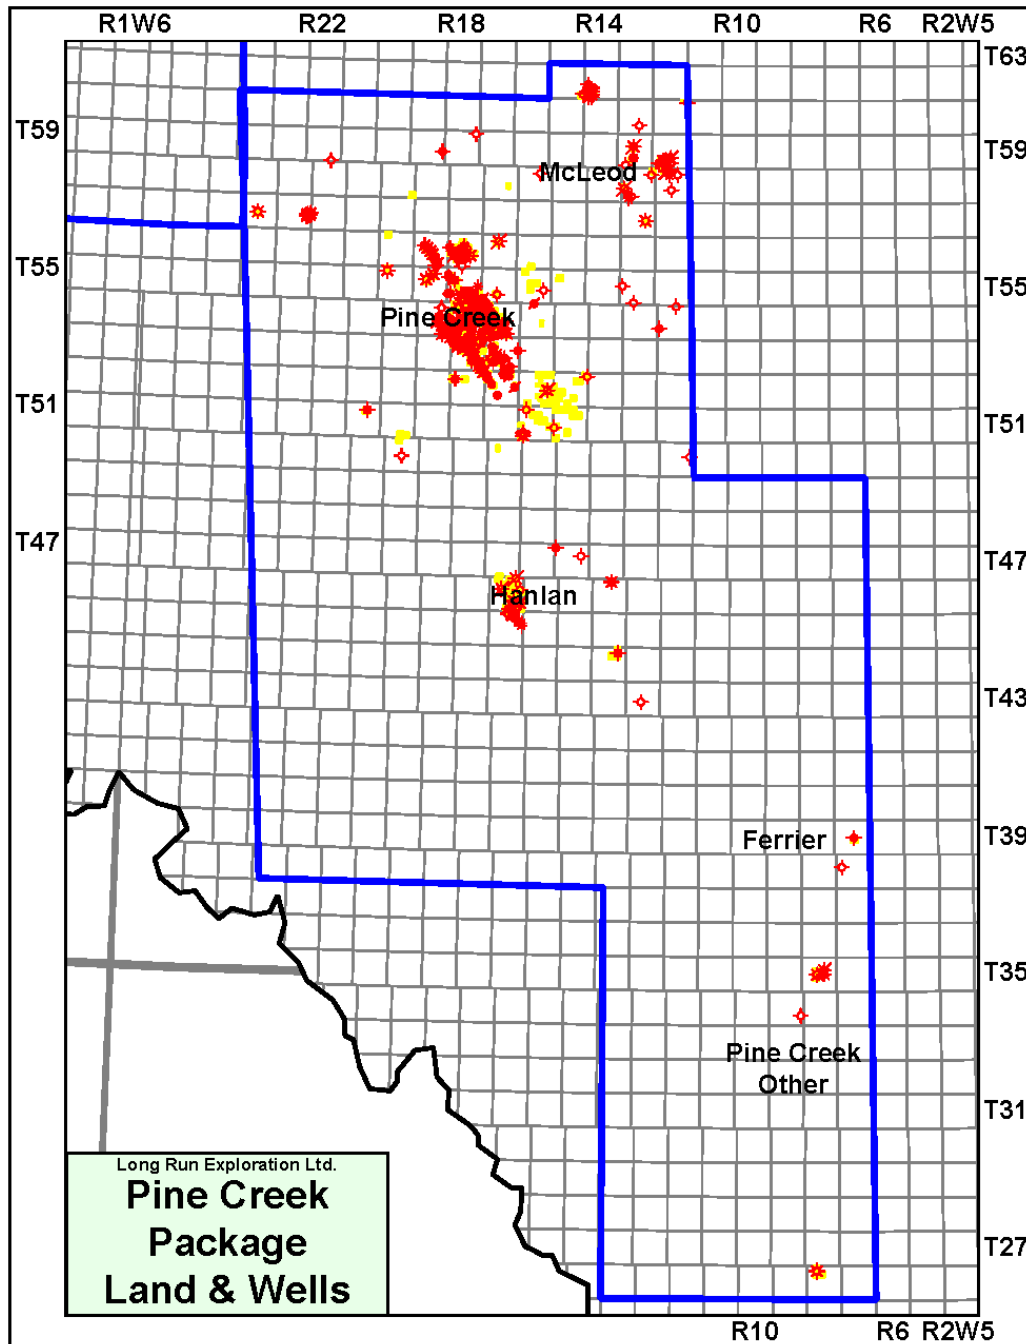 R1W6 R22 R18 R14 R10 R6 R2W5
T63
T59 T59
McLeod
T55 T55
Pine Creek
T51 T51
T47 T47
Hanlan
T43
Ferrier T39
T35
Pine Creek
Other
T31
Long Run Exploration Ltd.
Pine Creek
Package
Land & Wells
T27
R10 R6 R2W5